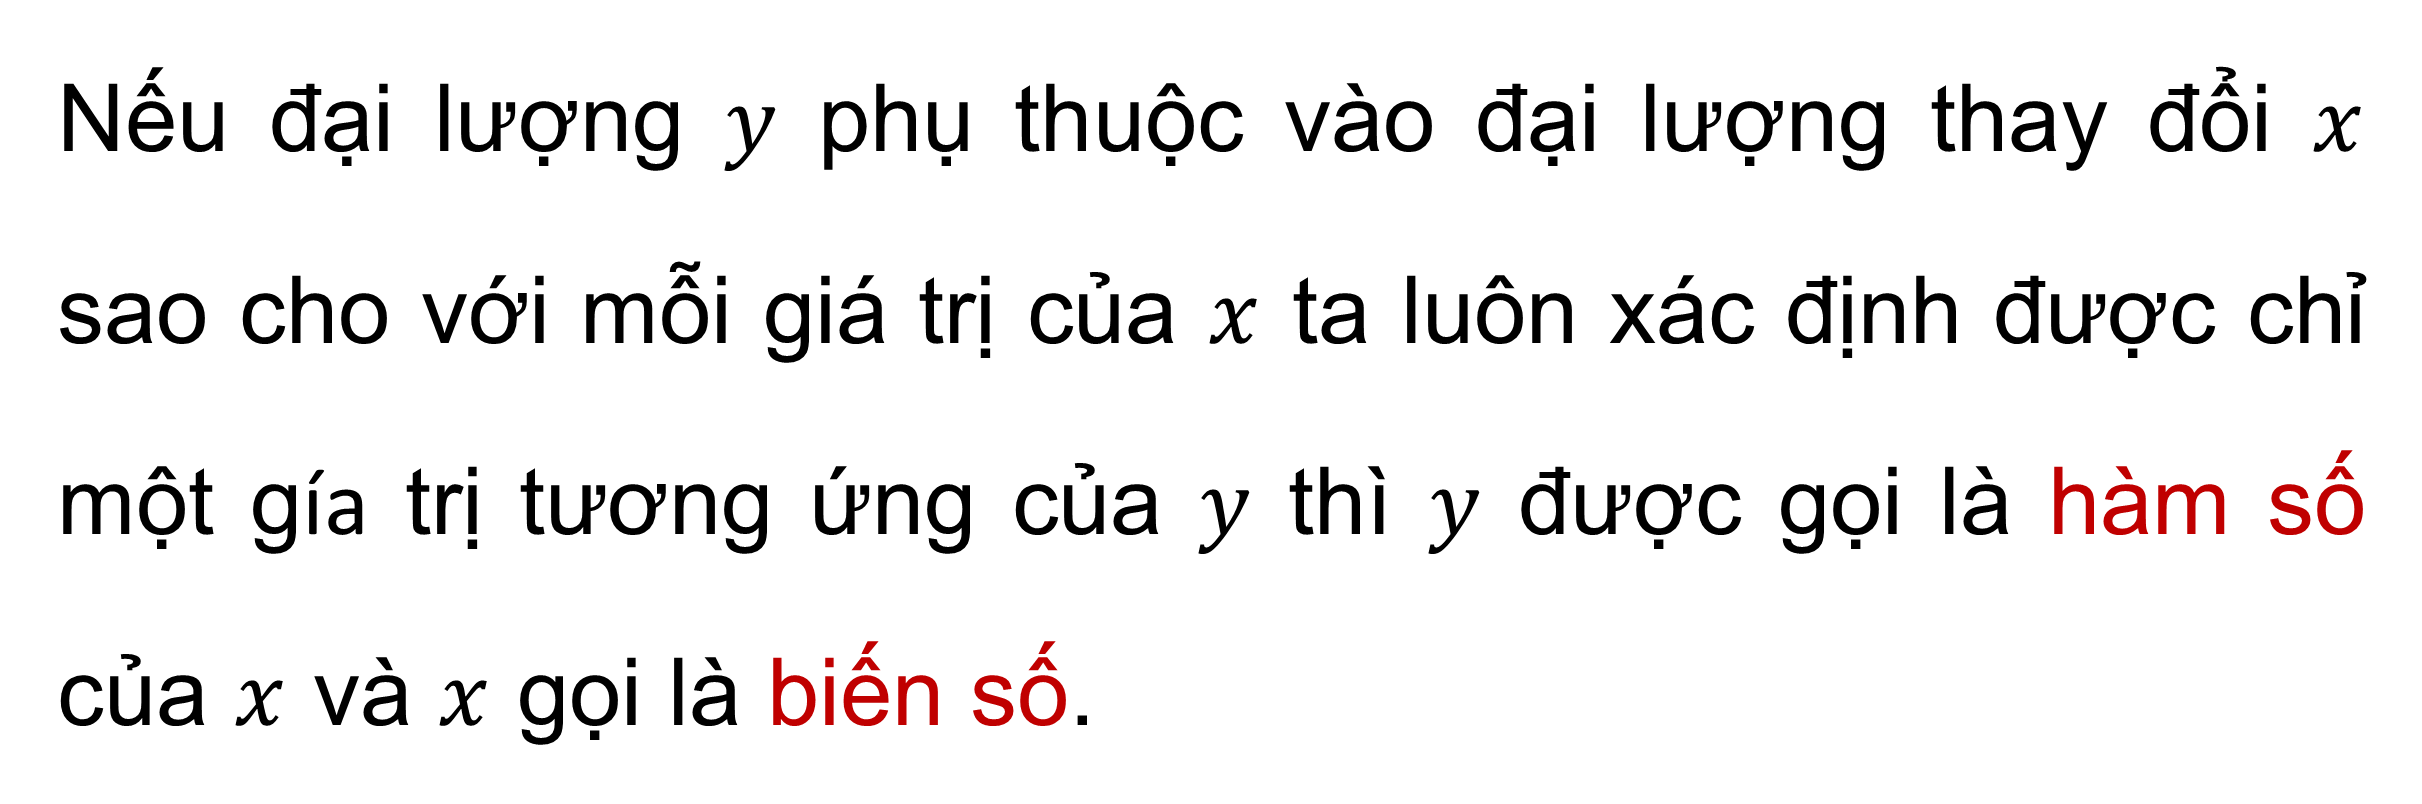 Nếu đại lượng y phụ thuộc vào đại lượng thay đổi x
sao cho với mỗi giá trị của x ta luôn xác định được chỉ
một gía trị tương ứng của y thì y được gọi là hàm số
của x và x gọi là biến số.